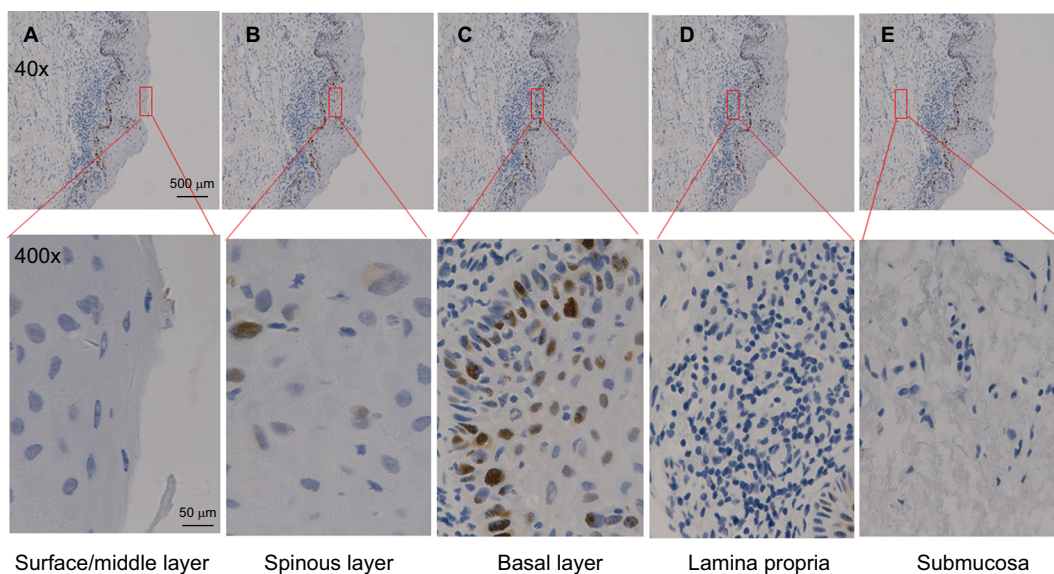 A
B
C
D
E
40x
500 µm
400x
50 µm
Surface/middle layer
Spinous layer
Basal layer
Lamina propria
Submucosa